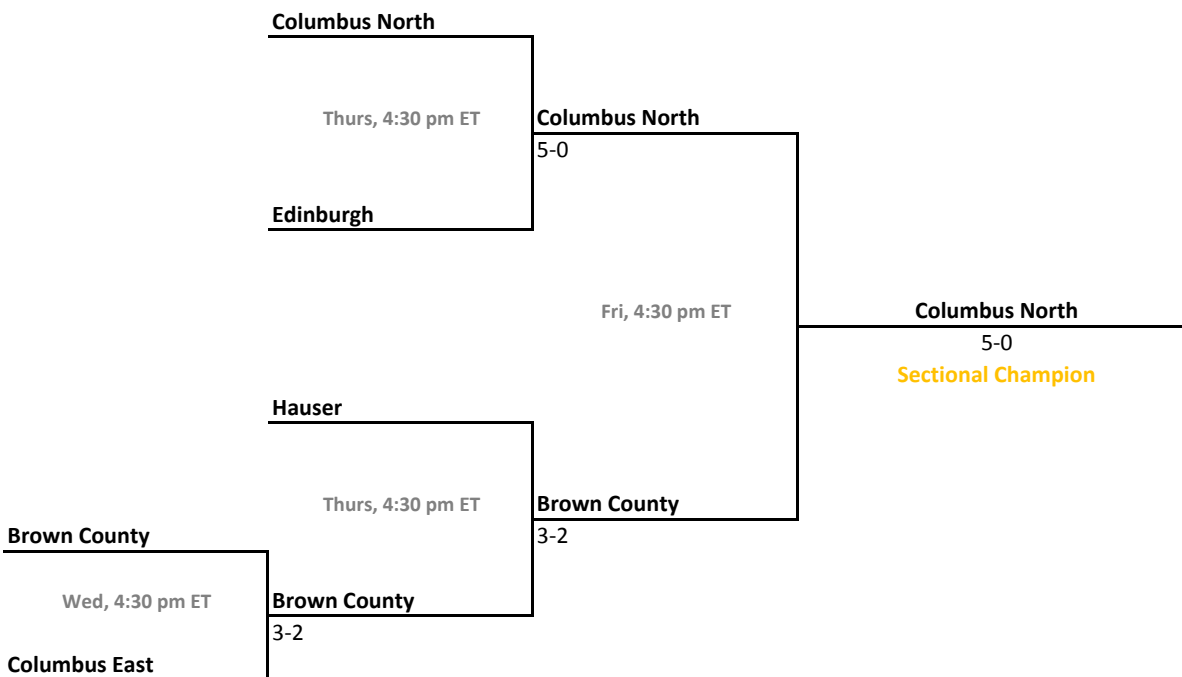 Columbus North
Thurs, 4:30 pm ET
Columbus North
5-0
Edinburgh
Fri, 4:30 pm ET
Columbus North
5-0
Sectional Champion
Hauser
Thurs, 4:30 pm ET
Brown County
3-2
Brown County
Wed, 4:30 pm ET
Brown County
3-2
Columbus East